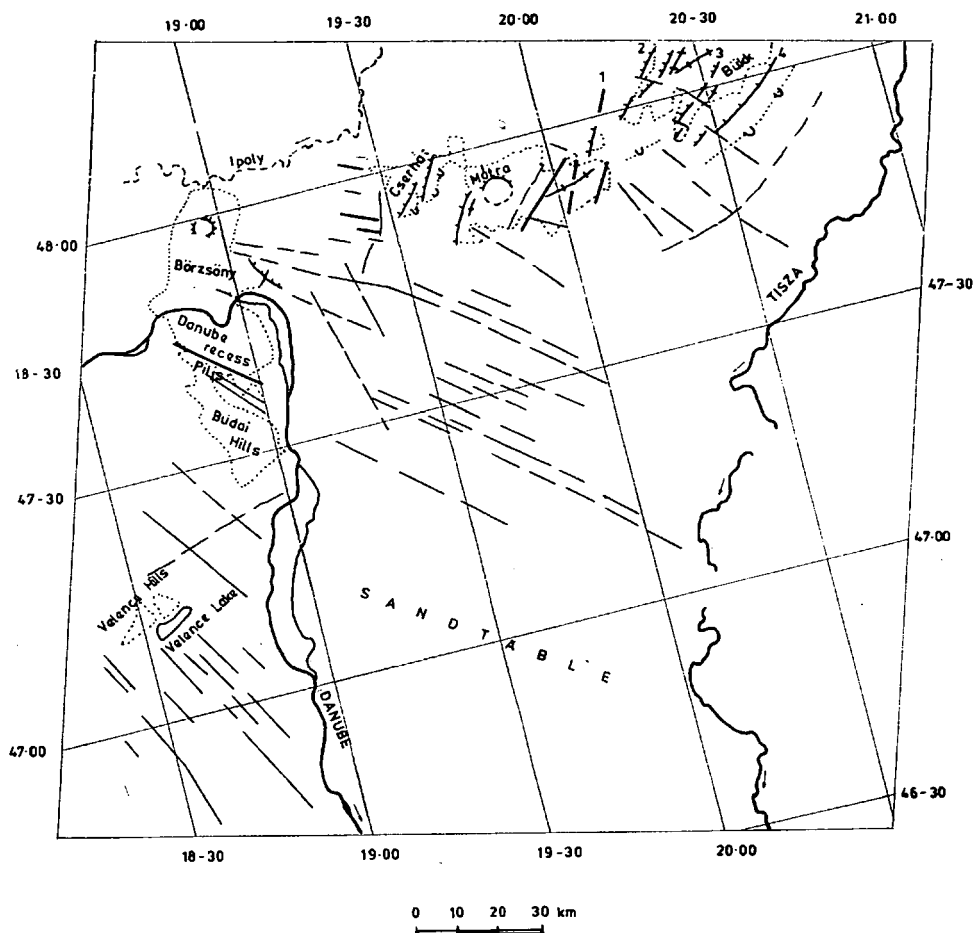 19·00 19-30 20·00 20-30 21·00
2 3 4
Bükk
1
Ipoly
Cserhát
Mátra
48·00
Börzsöny
TISZA
47-30
Danube
recess
18-30
Pilis
Budai
Hills
47-30
47·00
Velence Hills
Velence Lake
SANDTABLE
DANUBE
47·00
46-30
18-30 19·00 19-30 20·00
0 10 20 30 km